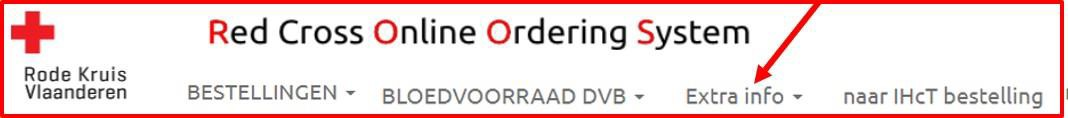 Red Cross Online Ordering System
Rode Kruis
Vlaanderen
BESTELLINGEN BLOEDVOORRAAD DVB Extra info naar IHcT bestelling